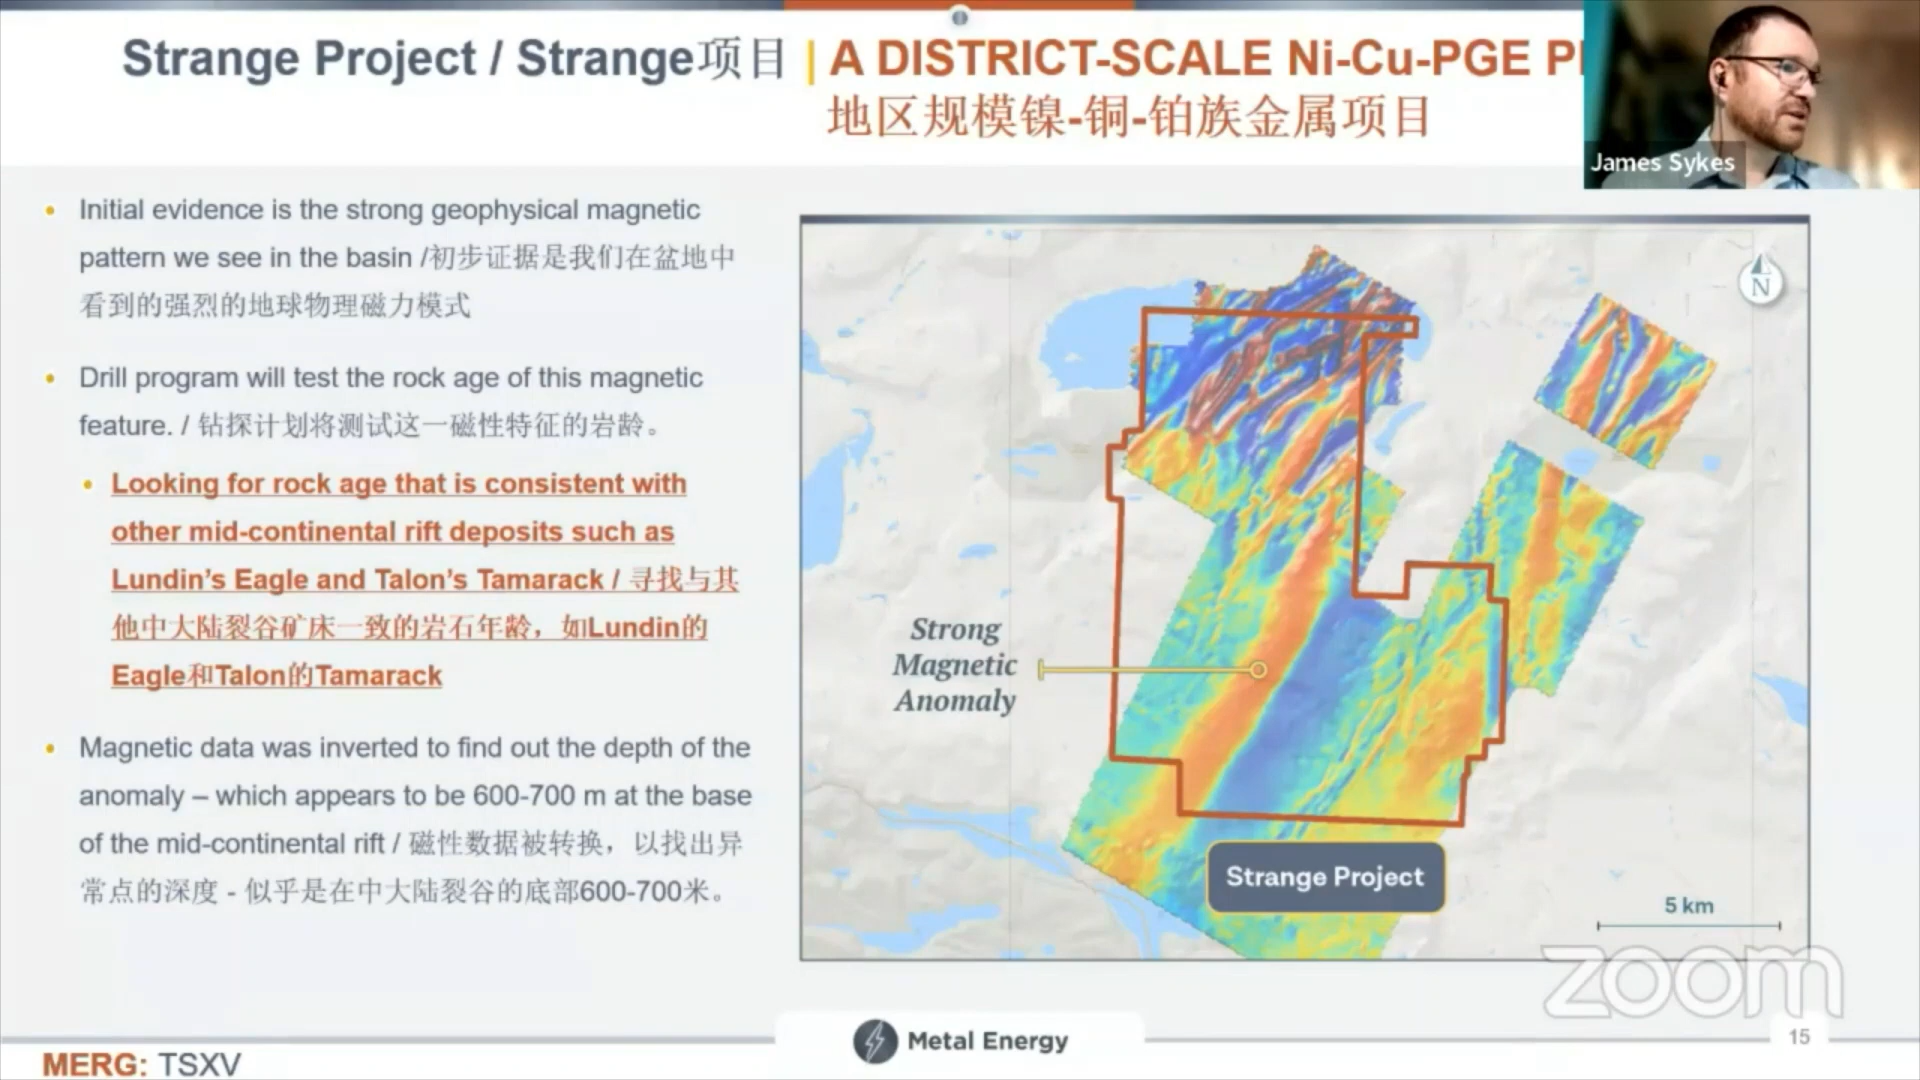 Strange Project / Strange项目 | A DISTRICT-SCALE Ni-Cu-PGE
地区规模镍-铜-铂族金属项目
James Sykes
Initial evidence is the strong geophysical magnetic
pattern we see in the basin /初步证据是我们在盆地中
看到的强烈的地球物理磁力模式
Drill program will test the rock age of this magnetic
feature. / 钻探计划将测试这一磁性特征的岩龄。
Looking for rock age that is consistent with
other mid-continental rift deposits such as
Lundin's Eagle and Talon's Tamarack / 寻找与其
他中大陆裂谷矿床一致的岩石年龄，如Lundin的
Eagle和Talon的Tamarack
Magnetic data was inverted to find out the depth of the
anomaly – which appears to be 600-700 m at the base
of the mid-continental rift / 磁性数据被转换，以找出异
常点的深度 - 似乎是在中大陆裂谷的底部600-700米。
N
Strong
Magnetic
Anomaly
Strange Project
5 km
zoom
Metal Energy
15
MERG: TSXV